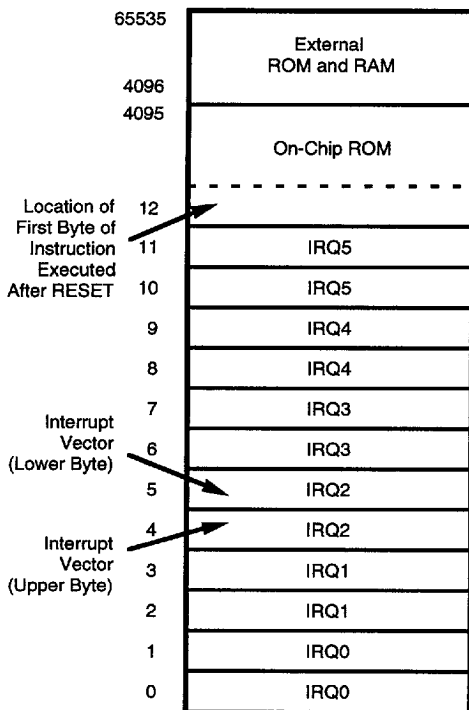 65535
External
ROM and RAM
4096
4095
On-Chip ROM
Location of
First Byte of
Instruction
Executed
After RESET
12
11
IRQ5
10
IRQ5
9
IRQ4
8
IRQ4
7
IRQ3
Interrupt
Vector
(Lower Byte)
6
IRQ3
5
IRQ2
4
IRQ2
Interrupt
Vector
(Upper Byte)
3
IRQ1
2
IRQ1
1
IRQ0
0
IRQ0